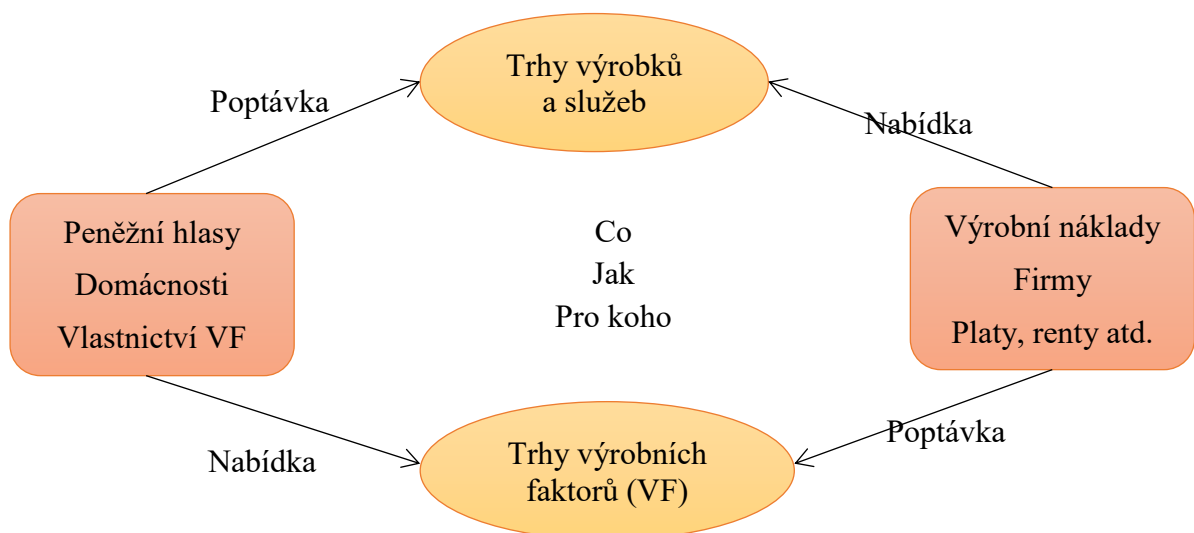 Trhy výrobků
a služeb
Poptávka
Nabídka
Peněžní hlasy
Domácnosti
Vlastnictví VF
Co
Jak
Pro koho
Výrobní náklady
Firmy
Platy, renty atd.
Nabídka
Poptávka
Trhy výrobních
faktorů (VF)